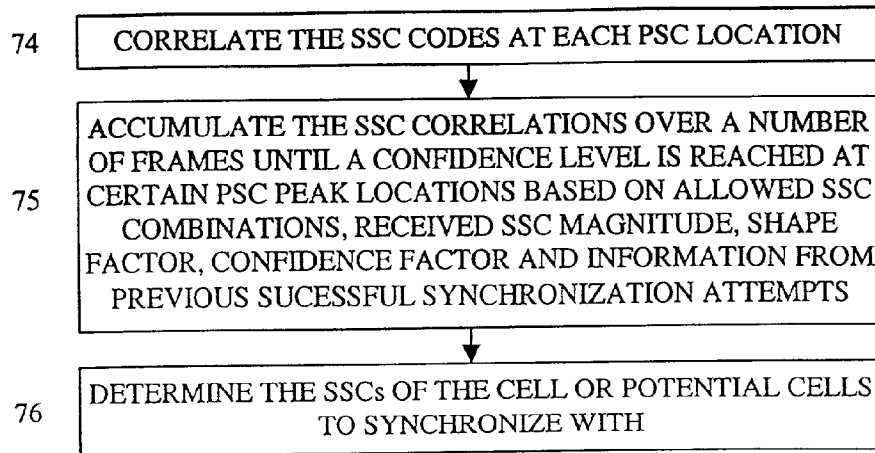 74 CORRELATE THE SSC CODES AT EACH PSC LOCATION
ACCUMULATE THE SSC CORRELATIONS OVER A NUMBER
OF FRAMES UNTIL A CONFIDENCE LEVEL IS REACHED AT
75 CERTAIN PSC PEAK LOCATIONS BASED ON ALLOWED SSC
COMBINATIONS, RECEIVED SSC MAGNITUDE, SHAPE
FACTOR, CONFIDENCE FACTOR AND INFORMATION FROM
PREVIOUS SUCESSFUL SYNCHRONIZATION ATTEMPTS
76 DETERMINE THE SSCs OF THE CELL OR POTENTIAL CELLS
TO SYNCHRONIZE WITH